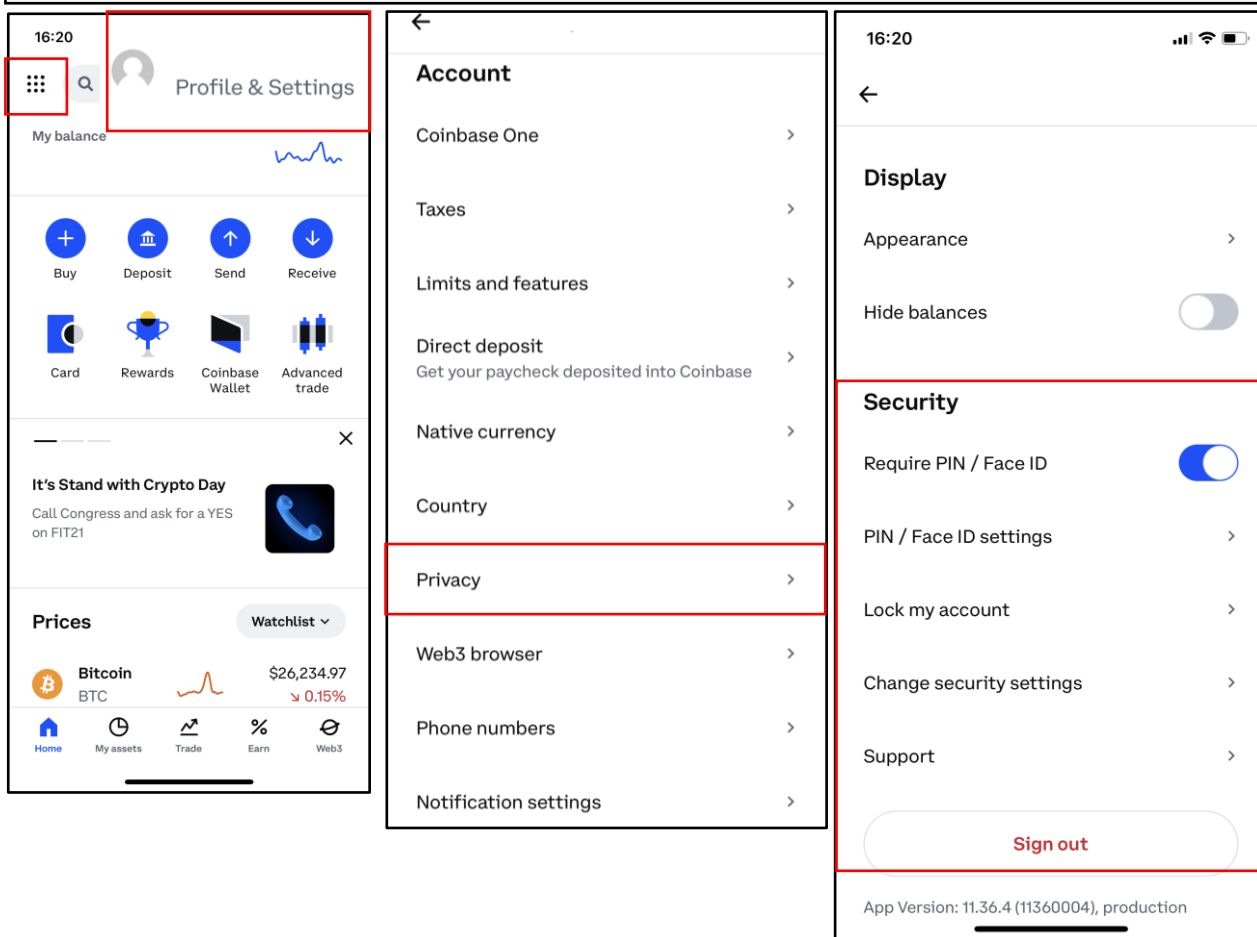 16:20
Profile & Settings
My balance
Buy
Deposit
Send
Receive
Card
Rewards
Coinbase
Wallet
Advanced
trade
It's Stand with Crypto Day
Call Congress and ask for a YES
on FIT21
Prices
Watchlist
Bitcoin
$26,234.97
BTC
↘ 0.15%
Home
My assets
Trade
Earn
Web3
Account
Coinbase One
Taxes
Limits and features
Direct deposit
Get your paycheck deposited into Coinbase
Native currency
Country
Privacy
Web3 browser
Phone numbers
Notification settings
16:20
Display
Appearance
Hide balances
Security
Require PIN / Face ID
PIN / Face ID settings
Lock my account
Change security settings
Support
Sign out
App Version: 11.36.4 (11360004), production